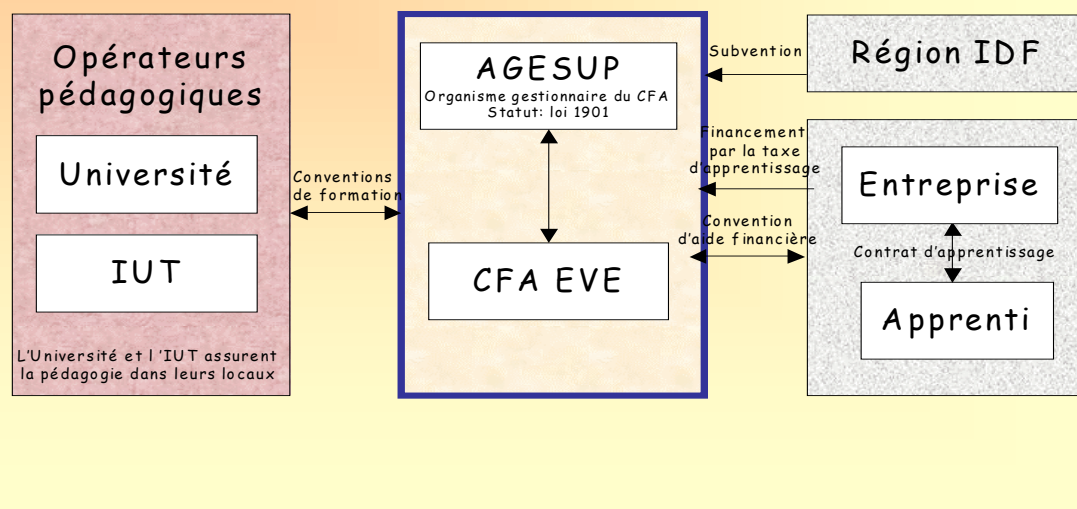 Opérateurs
pédagogiques
Université
IUT
L'Université et l'IUT assurent
la pédagogie dans leurs locaux
Conventions
de formation
AGESUP
Organisme gestionnaire du CFA
Statut: loi 1901
CFA EVE
Subvention
Financement
par la taxe
d'apprentissage
Convention
d'aide financière
Région IDF
Entreprise
Contrat d'apprentissage
Apprenti